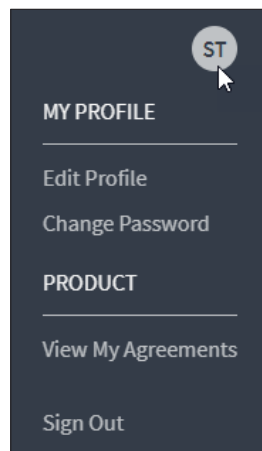 ST
MY PROFILE
Edit Profile
Change Password
PRODUCT
View My Agreements
Sign Out